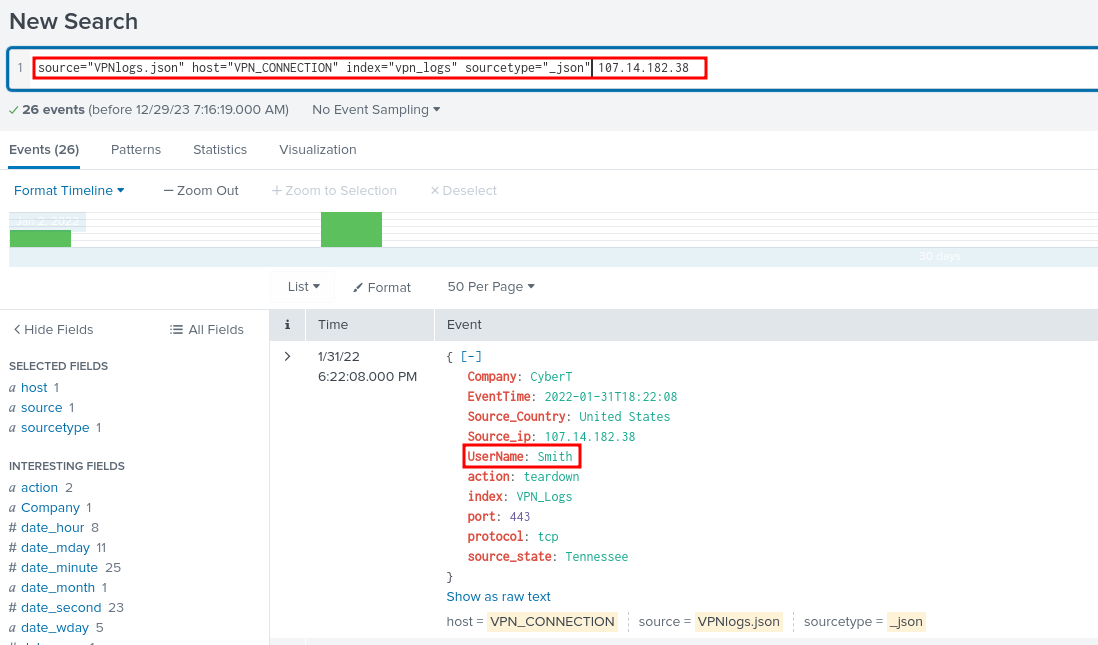 New Search
1 source="VPNlogs.json" host="VPN_CONNECTION" index="vpn_logs" sourcetype="_json" 107.14.182.38
26 events (before 12/29/23 7:16:19.000 AM) No Event Sampling
Events (26) Patterns Statistics Visualization
Format Timeline — Zoom Out + Zoom to Selection × Deselect
Jan 2, 2022
30 days
List Format 50 Per Page
Hide Fields All Fields
i Time Event
SELECTED FIELDS
a host 1
a source 1
a sourcetype 1
INTERESTING FIELDS
a action 2
a Company 1
# date_hour 8
# date_mday 11
# date_minute 25
a date_month 1
# date_second 23
a date_wday 5
1/31/22
6:22:08.000 PM
{ [-]
Company: CyberT
EventTime: 2022-01-31T18:22:08
Source_Country: United States
Source_ip: 107.14.182.38
UserName: Smith
action: teardown
index: VPN_Logs
port: 443
protocol: tcp
source_state: Tennessee
}
Show as raw text
host = VPN_CONNECTION source = VPNlogs.json sourcetype = _json